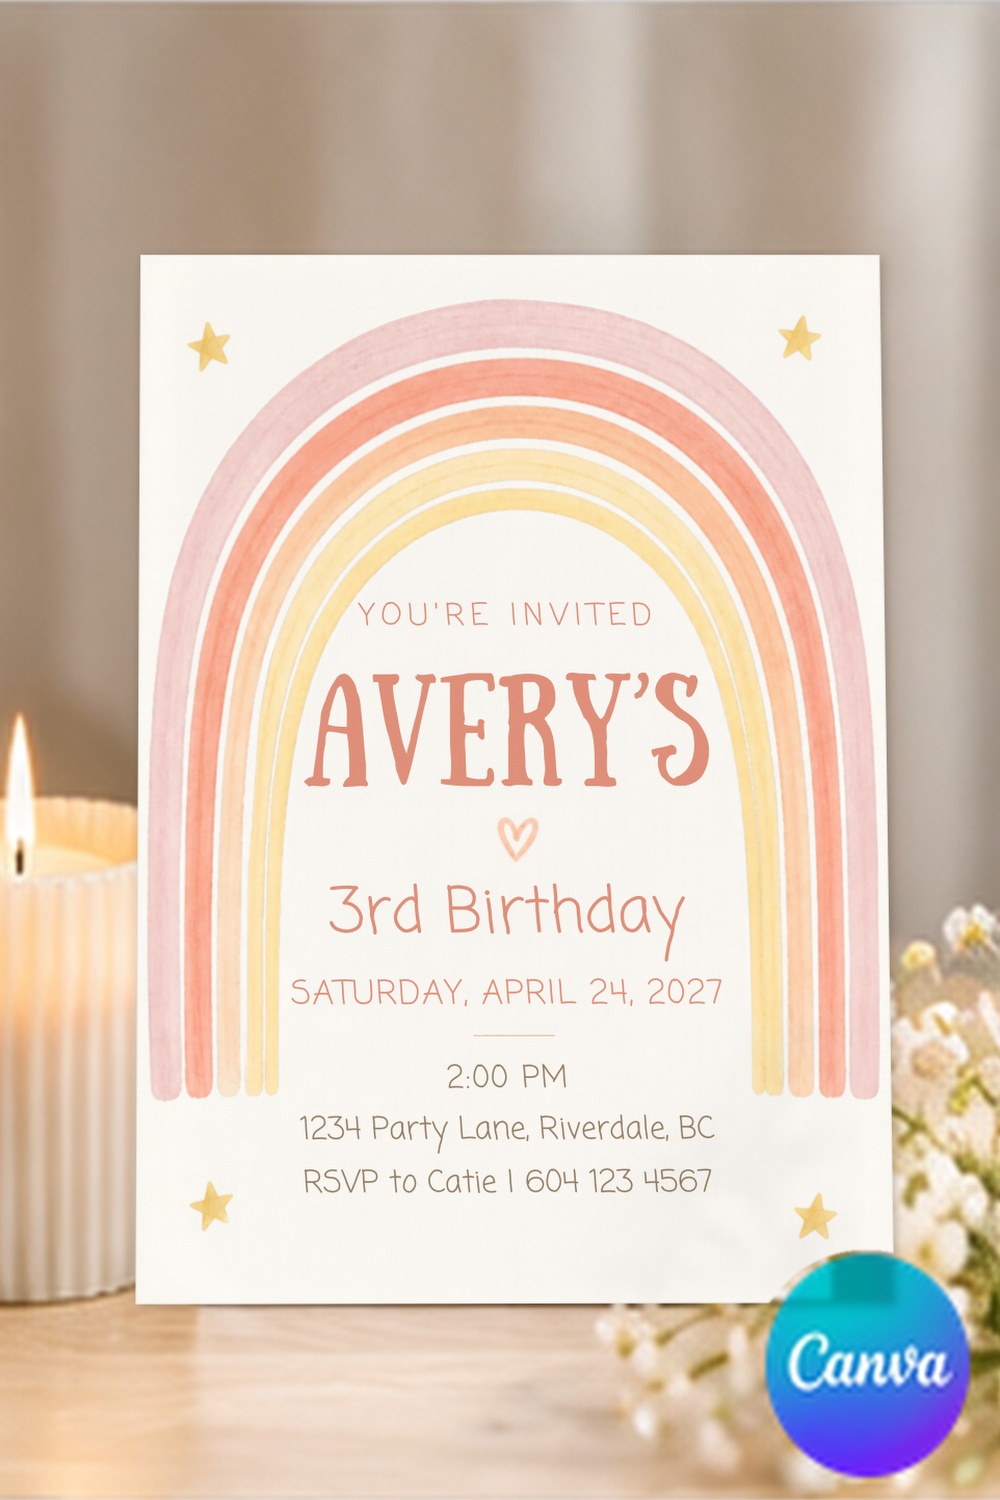 YOU'RE INVITED
AVERY'S
3rd Birthday
SATURDAY, APRIL 24, 2027
2:00 PM
1234 Party Lane, Riverdale, BC
RSVP to Catie | 604 123 4567
Canva